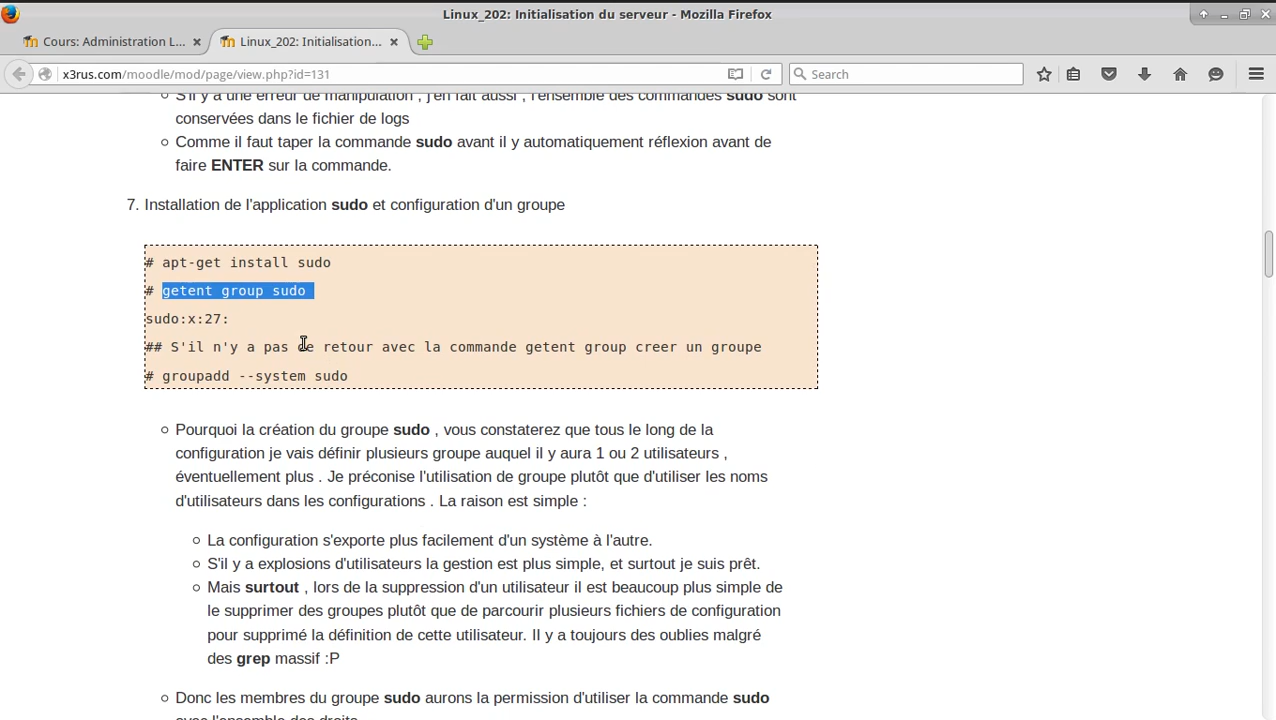 Linux_202: Initialisation du serveur - Mozilla Firefox
Cours: Administration L...
Linux_202: Initialisation...
x3rus.com/moodle/mod/page/view.php?id=131
Search
S'il y a une erreur de manipulation , j'en fait aussi , l'ensemble des commandes sudo sont
conservées dans le fichier de logs
Comme il faut taper la commande sudo avant il y automatiquement réflexion avant de
faire ENTER sur la commande.
7. Installation de l'application sudo et configuration d'un groupe
# apt-get install sudo
# getent group sudo
sudo:x:27:
## S'il n'y a pas de retour avec la commande getent group creer un groupe
# groupadd --system sudo
Pourquoi la création du groupe sudo , vous constaterez que tous le long de la
configuration je vais définir plusieurs groupe auquel il y aura 1 ou 2 utilisateurs ,
éventuellement plus . Je préconise l'utilisation de groupe plutôt que d'utiliser les noms
d'utilisateurs dans les configurations . La raison est simple :
La configuration s'exporte plus facilement d'un système à l'autre.
S'il y a explosions d'utilisateurs la gestion est plus simple, et surtout je suis prêt.
Mais surtout , lors de la suppression d'un utilisateur il est beaucoup plus simple de
le supprimer des groupes plutôt que de parcourir plusieurs fichiers de configuration
pour supprimé la définition de cette utilisateur. Il y a toujours des oublies malgré
des grep massif :P
Donc les membres du groupe sudo aurons la permission d'utiliser la commande sudo
avec l'ensemble des droits